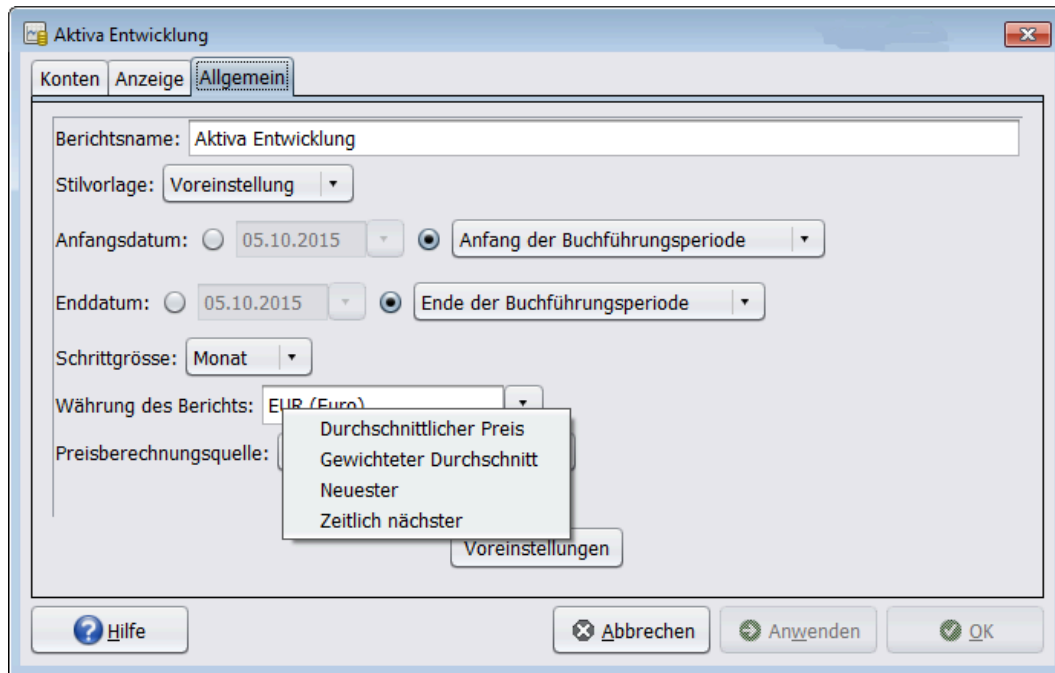 Aktiva Entwicklung
Konten Anzeige Allgemein
Berichtsname: Aktiva Entwicklung
Stilvorlage: Voreinstellung
Anfangsdatum: 05.10.2015 Anfang der Buchführungsperiode
Enddatum: 05.10.2015 Ende der Buchführungsperiode
Schrittgrösse: Monat
Währung des Berichts: EUR (Euro)
Durchschnittlicher Preis
Preisberechnungsquelle:
Gewichteter Durchschnitt
Neuester
Zeitlich nächster
Voreinstellungen
Hilfe Abbrechen Anwenden OK